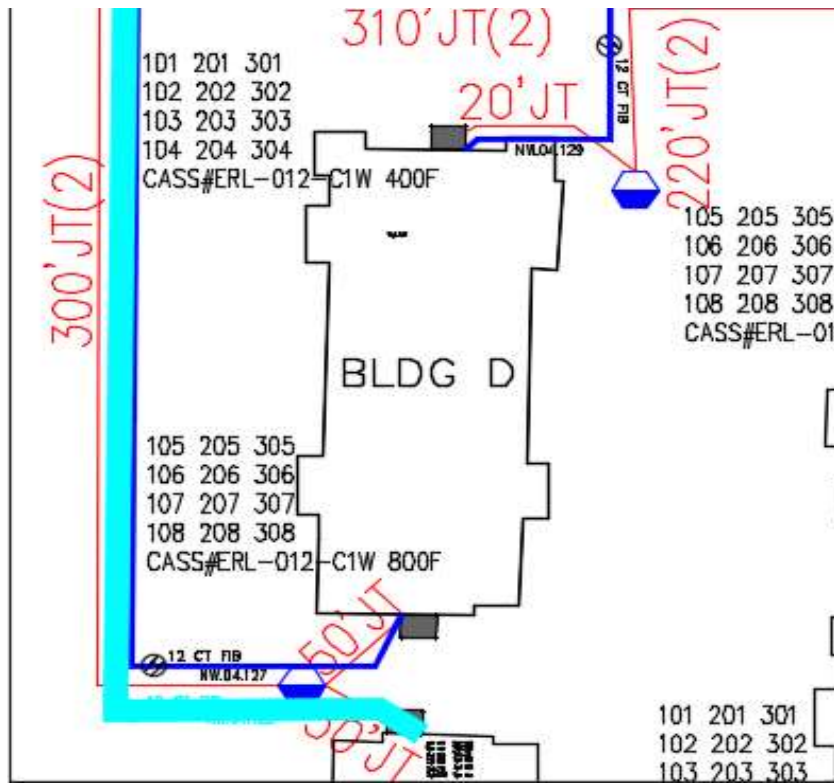 310'JT(2)
101 201 301
102 202 302
103 203 303
104 204 304
CASS#ERL-012-C1W 400F
20'JT
12 CT FIB
NW.04.129
220'JT(2)
300'JT(2)
105 205 305
106 206 306
107 207 307
108 208 308
CASS#ERL-01
BLDG D
105 205 305
106 206 306
107 207 307
108 208 308
CASS#ERL-012-C1W 800F
50'JT
12 CT FIB
NW.04.127
50'JT
101 201 301
102 202 302
103 203 303